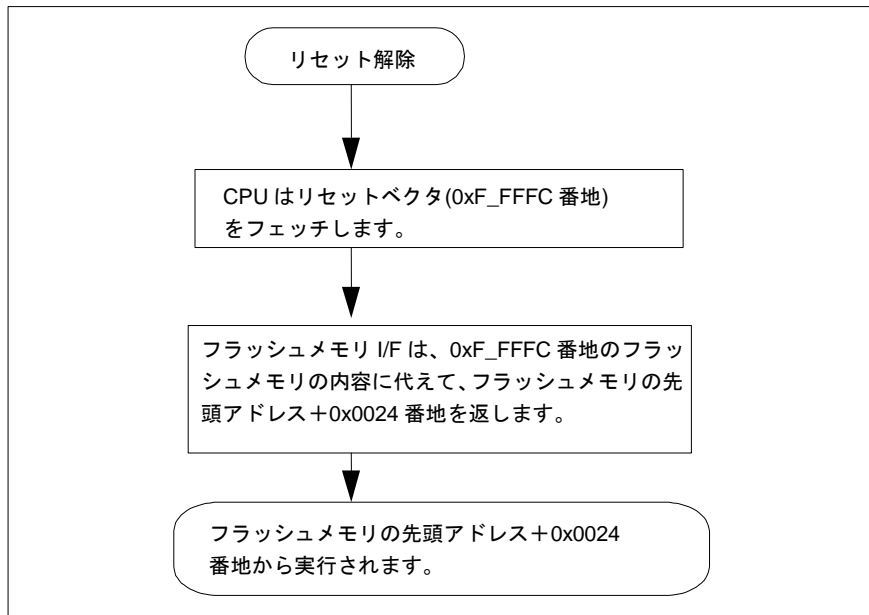 リセット解除
CPU はリセットベクタ(0xF_FFFC 番地)
をフェッチします。
フラッシュメモリ I/F は、0xF_FFFC 番地のフラッ
シュメモリの内容に代えて、フラッシュメモリの先
頭アドレス＋0x0024 番地を返します。
フラッシュメモリの先頭アドレス＋0x0024
番地から実行されます。